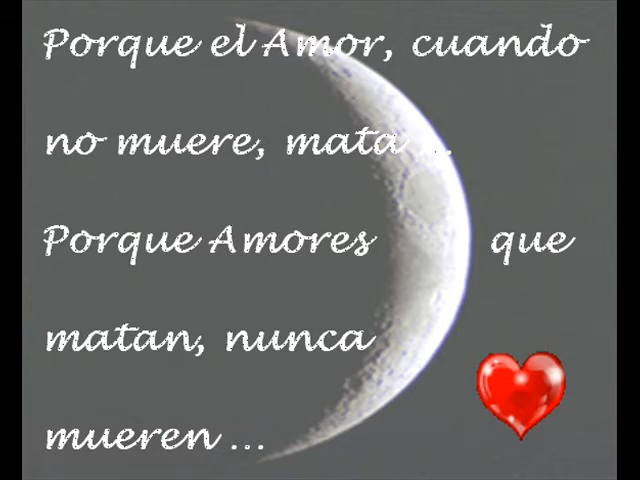 Porque el Amor, cuando
no muere, mata ...
Porque Amores que
matan, nunca
mueren ...